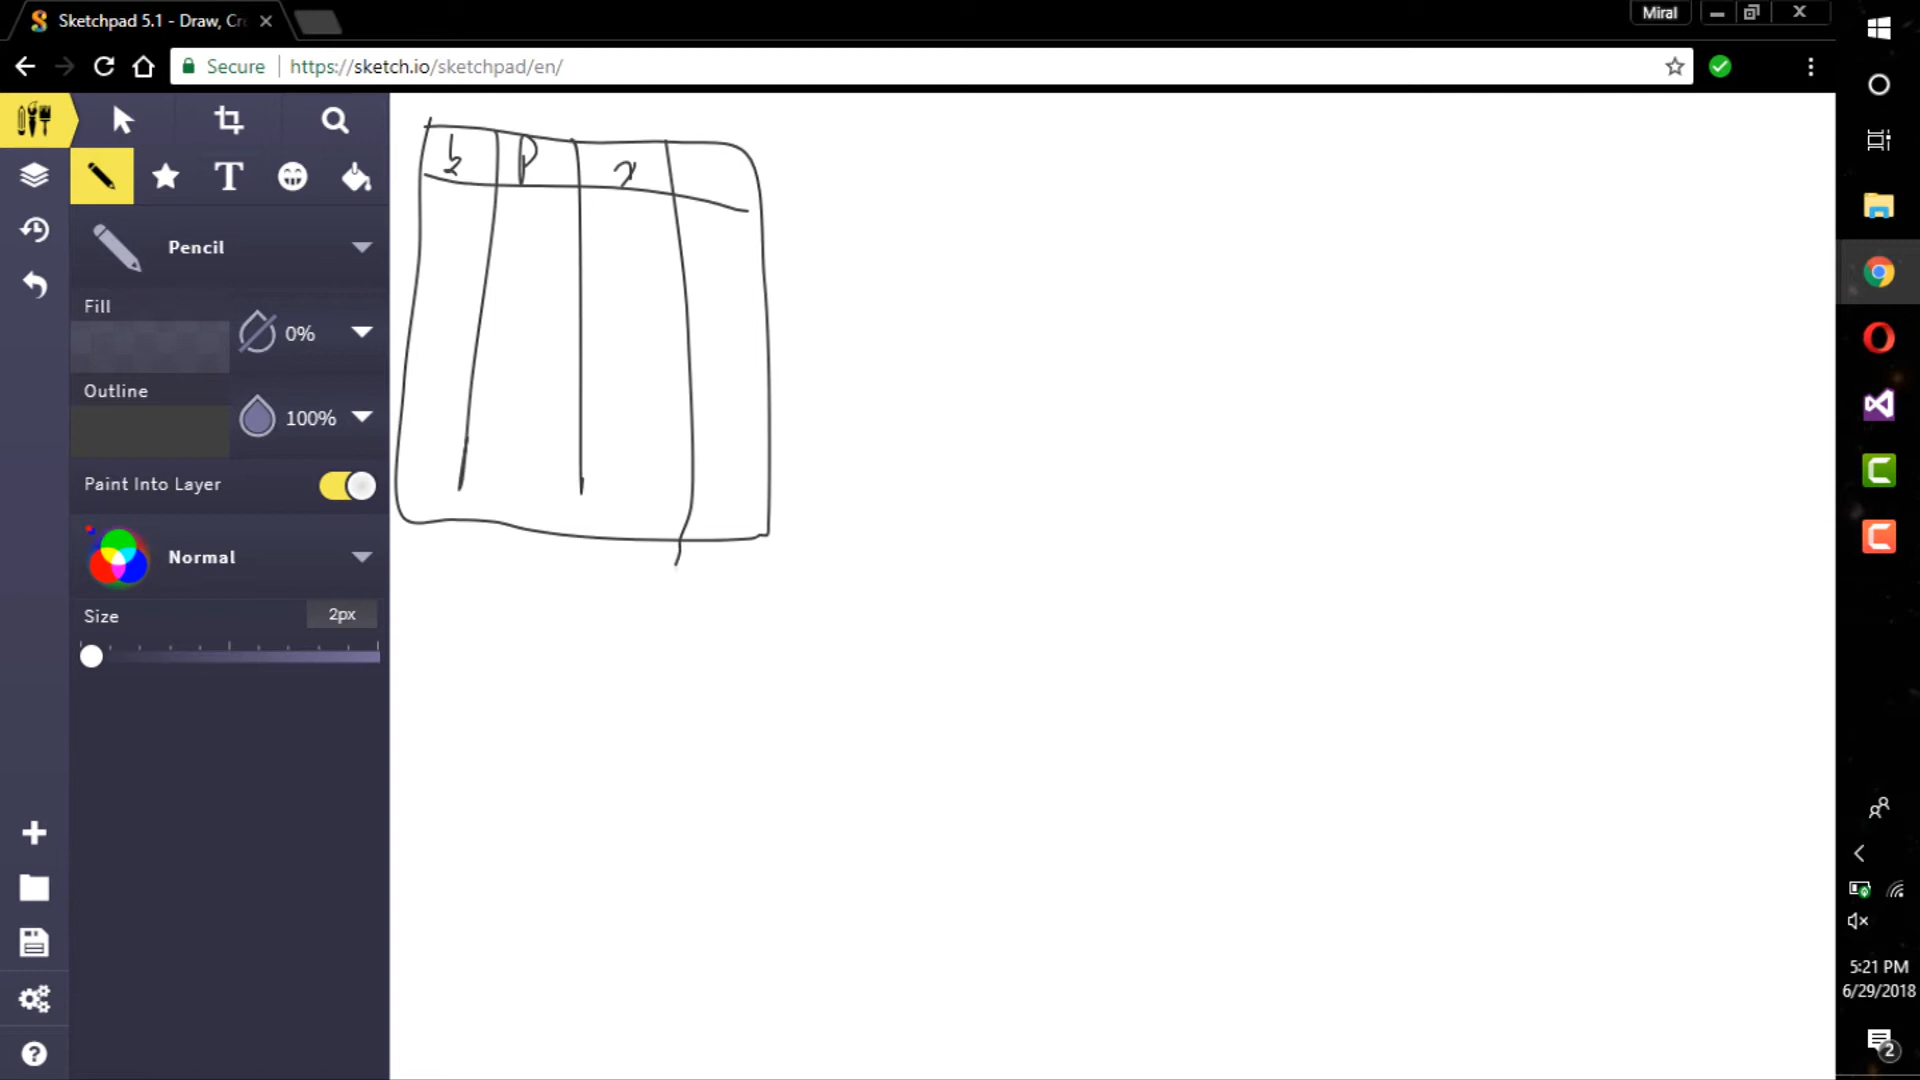 Sketchpad 5.1 - Draw, Cr
Miral
Secure
https://sketch.io/sketchpad/en/
T
P
x
Pencil
Fill
0%
Outline
100%
Paint Into Layer
Normal
Size
2px
5:21 PM
6/29/2018
2